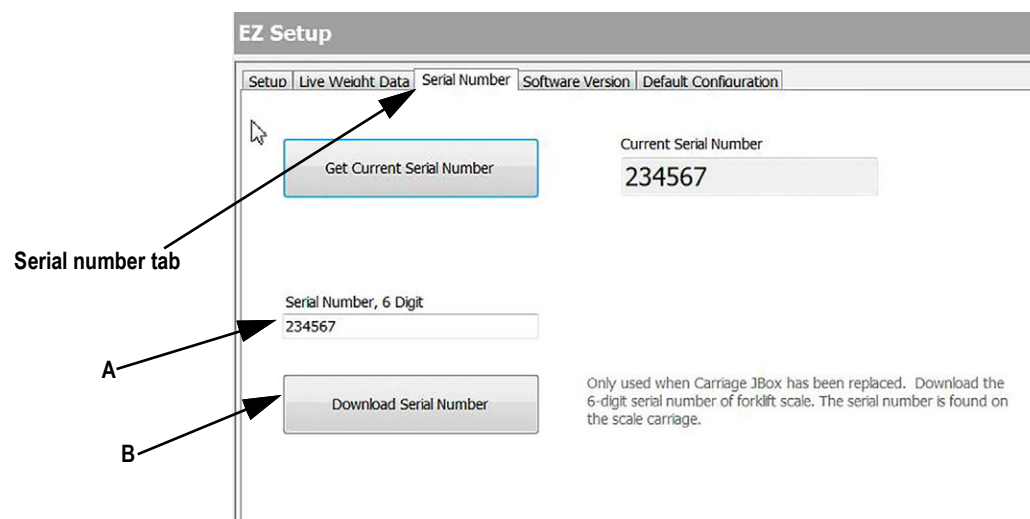 EZ Setup
Setup Live Weight Data Serial Number Software Version Default Configuration
Get Current Serial Number
Current Serial Number
234567
Serial number tab
Serial Number, 6 Digit
234567
A
Download Serial Number
Only used when Carriage JBox has been replaced. Download the
6-digit serial number of forklift scale. The serial number is found on
the scale carriage.
B